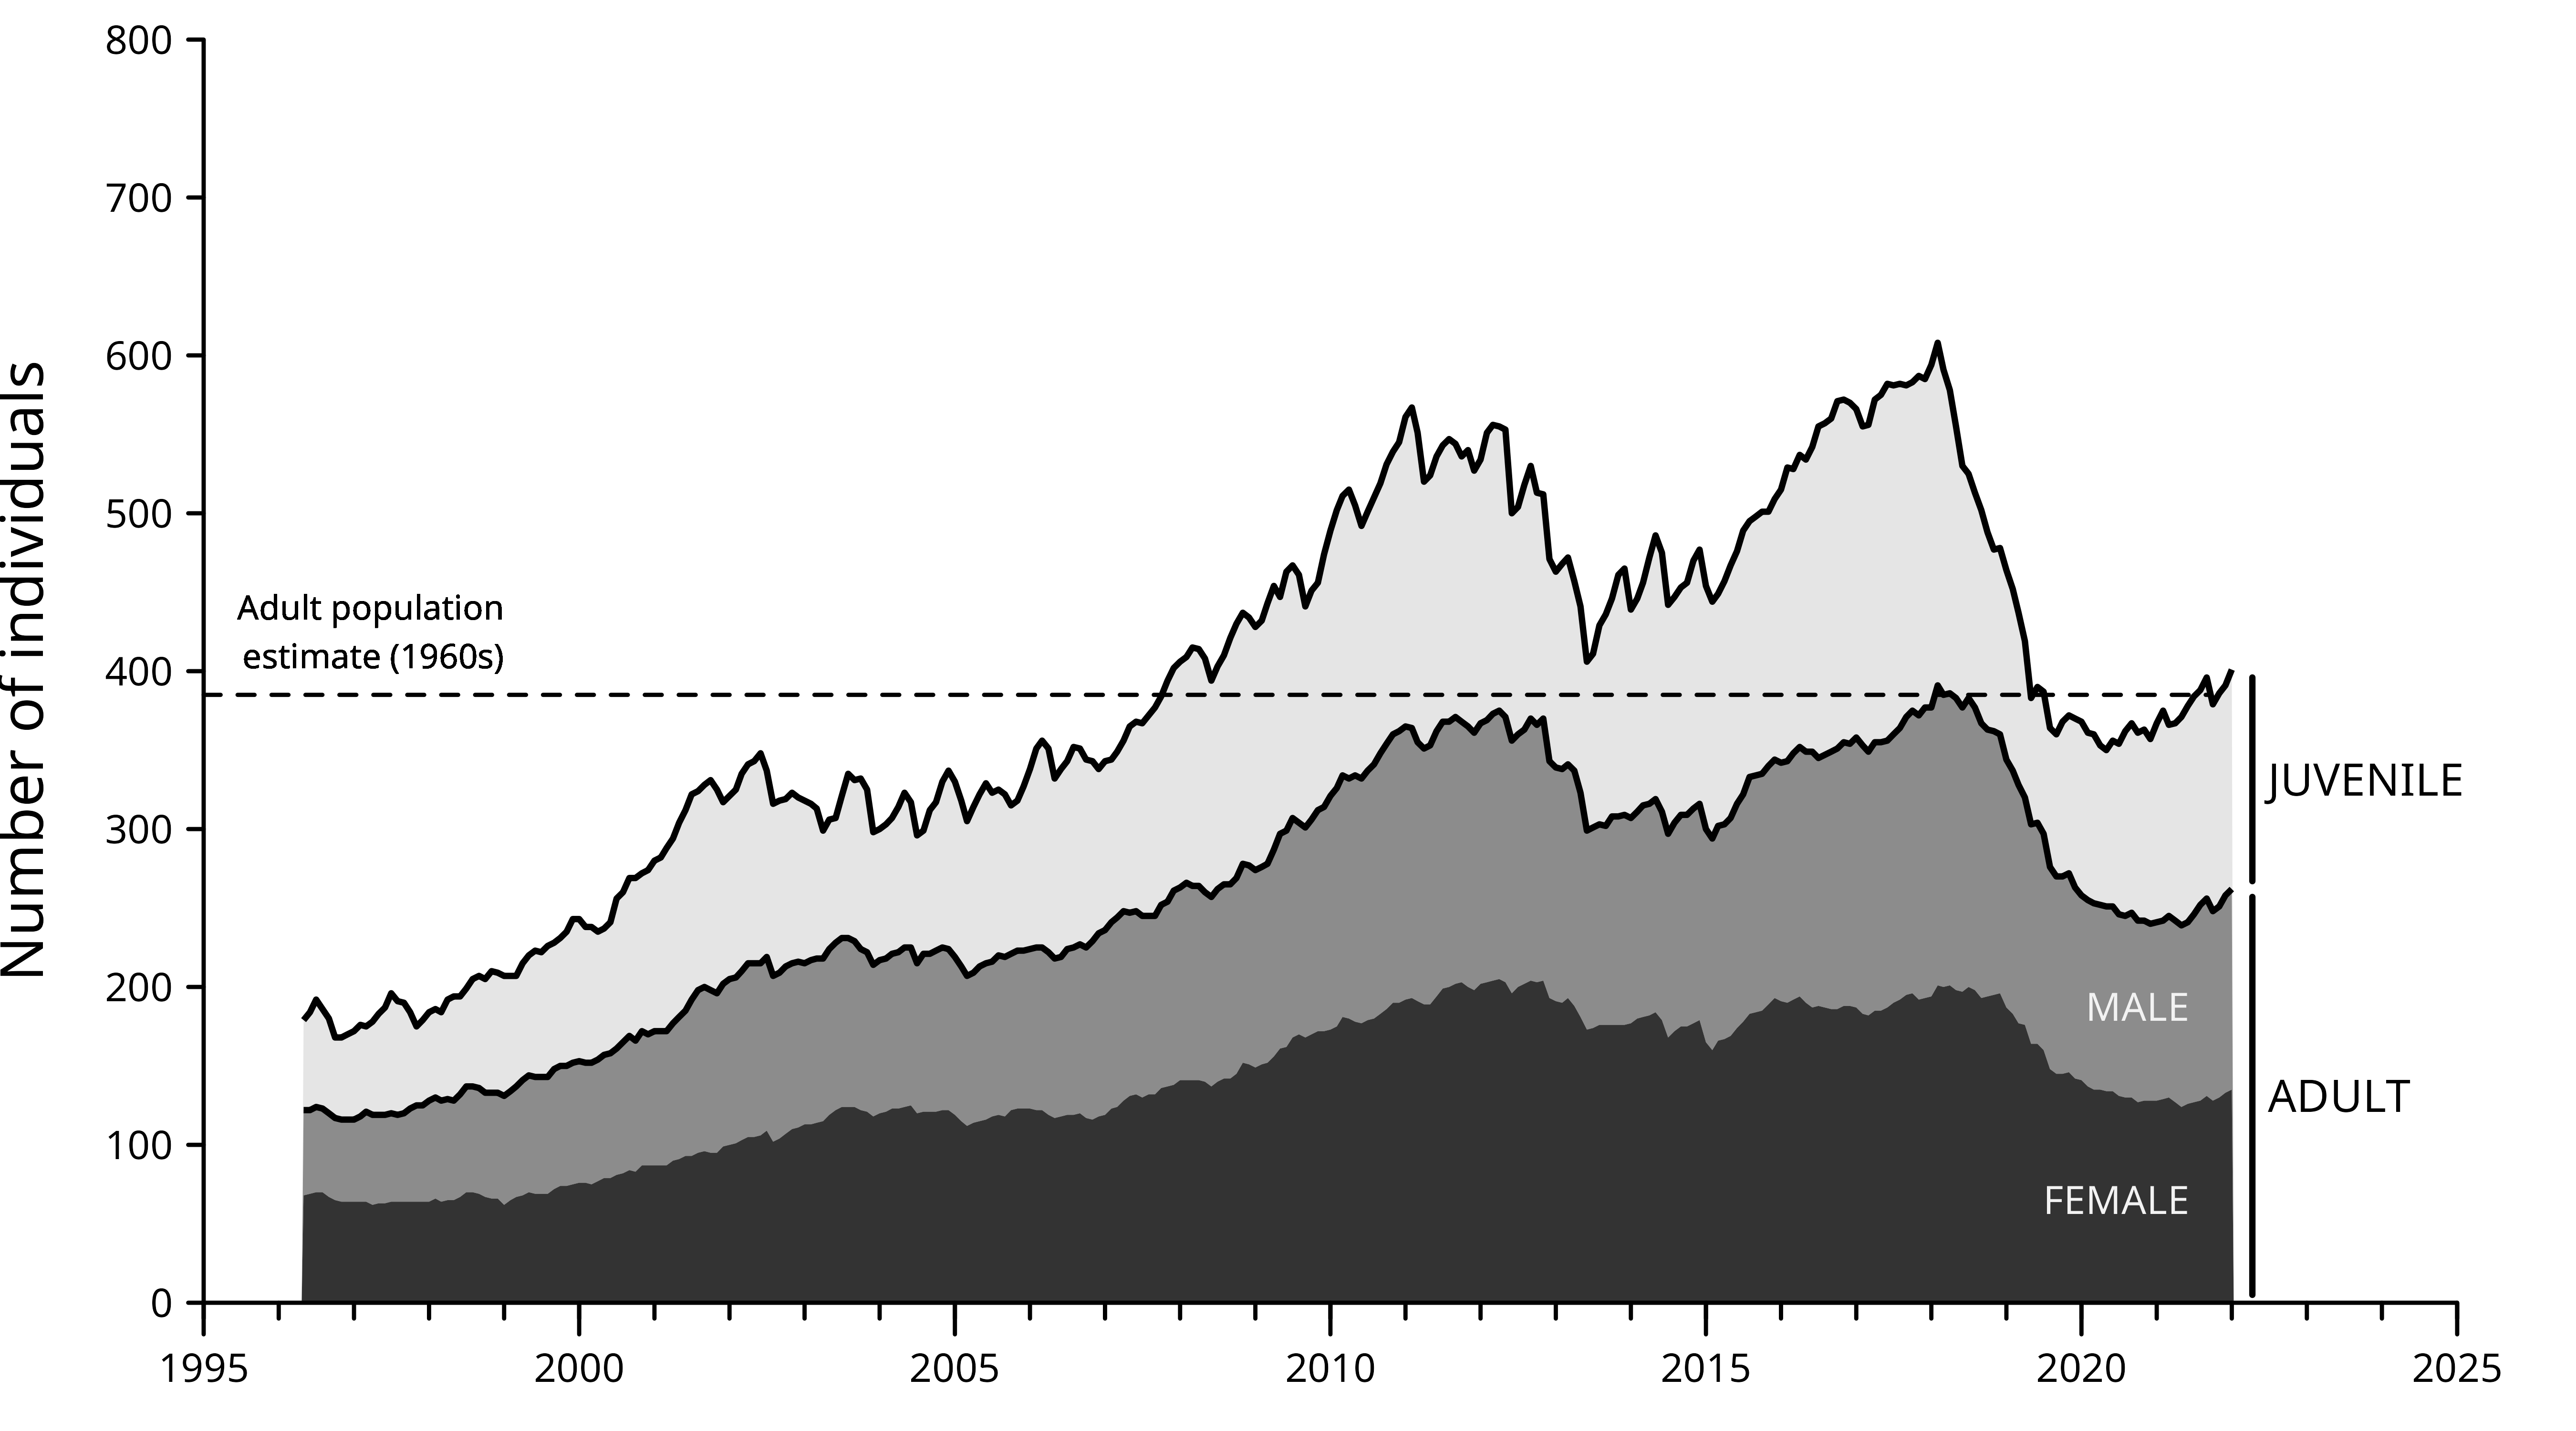 Number of individuals
800
700
600
500
400
300
200
100
0
Adult population
estimate (1960s)
JUVENILE
MALE
ADULT
FEMALE
1995 2000 2005 2010 2015 2020 2025